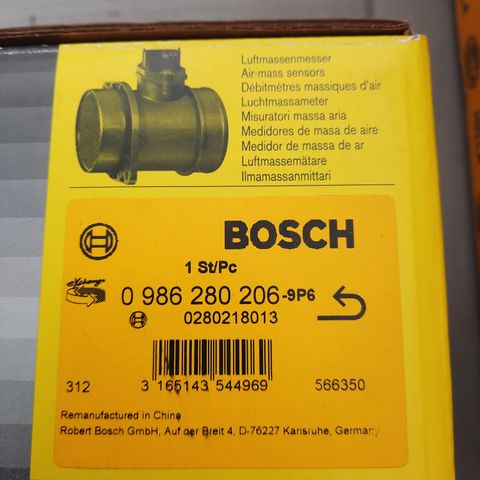 Luftmassenmesser
Air-mass sensors
Débitmètres massiques d'air
Luchtmassameter
Misuratori massa aria
Medidores de masa de aire
Medidor de massa de ar
Luftmassemätare
Ilmamassanmittari
BOSCH
1 St/Pc
eXchange
0 986 280 206-9P6
0280218013
3 165143 544969
312
566350
Remanufactured in China
Robert Bosch GmbH, Auf der Breit 4, D-76227 Karlsruhe, Germany